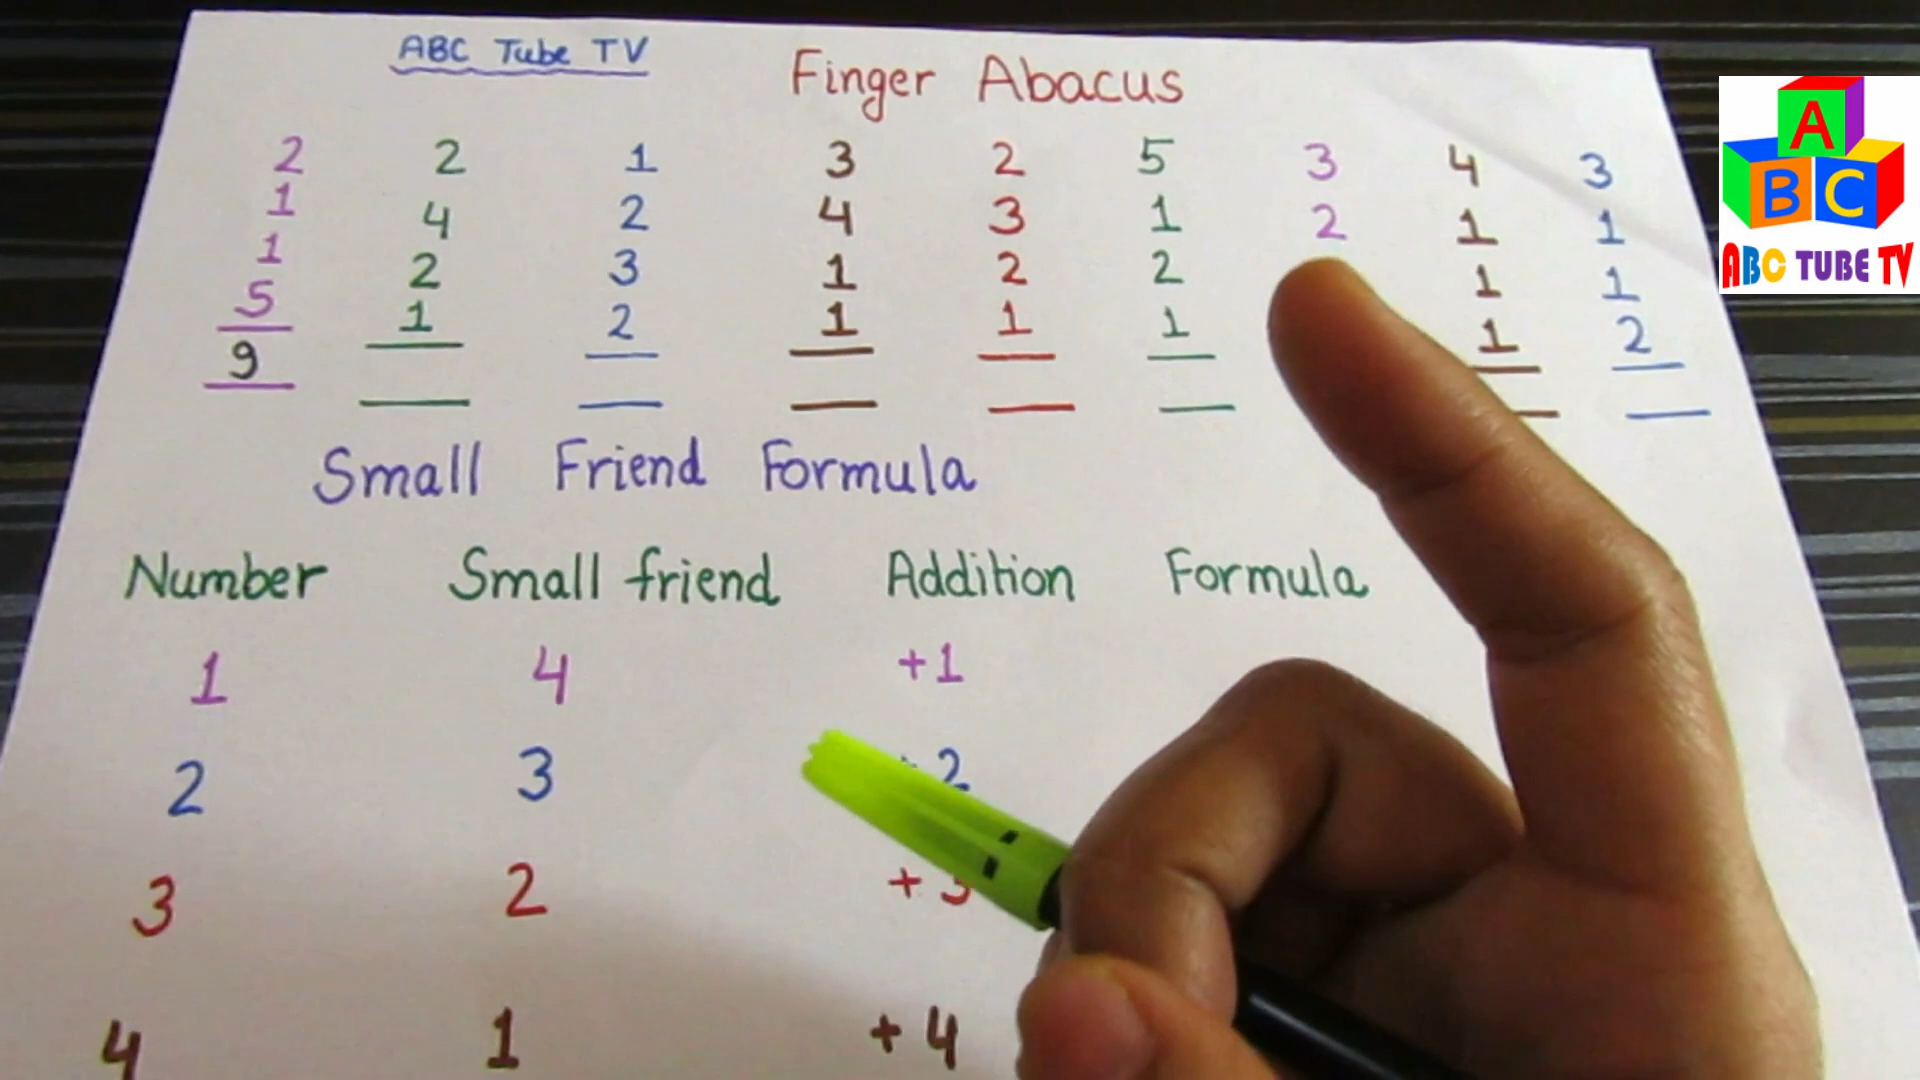 ABC Tube TV
Finger Abacus
2 2 1 3 2 5 3 4 3
1 4 2 4 3 1 2 1 1
1 2 3 1 2 2 1 1
5 1 2 1 1 1 1 2
9
Small Friend Formula
Number Small friend Addition Formula
1 4 +1
2 3 +2
3 2 +3
4 1 +4
A
B C
ABC TUBE TV